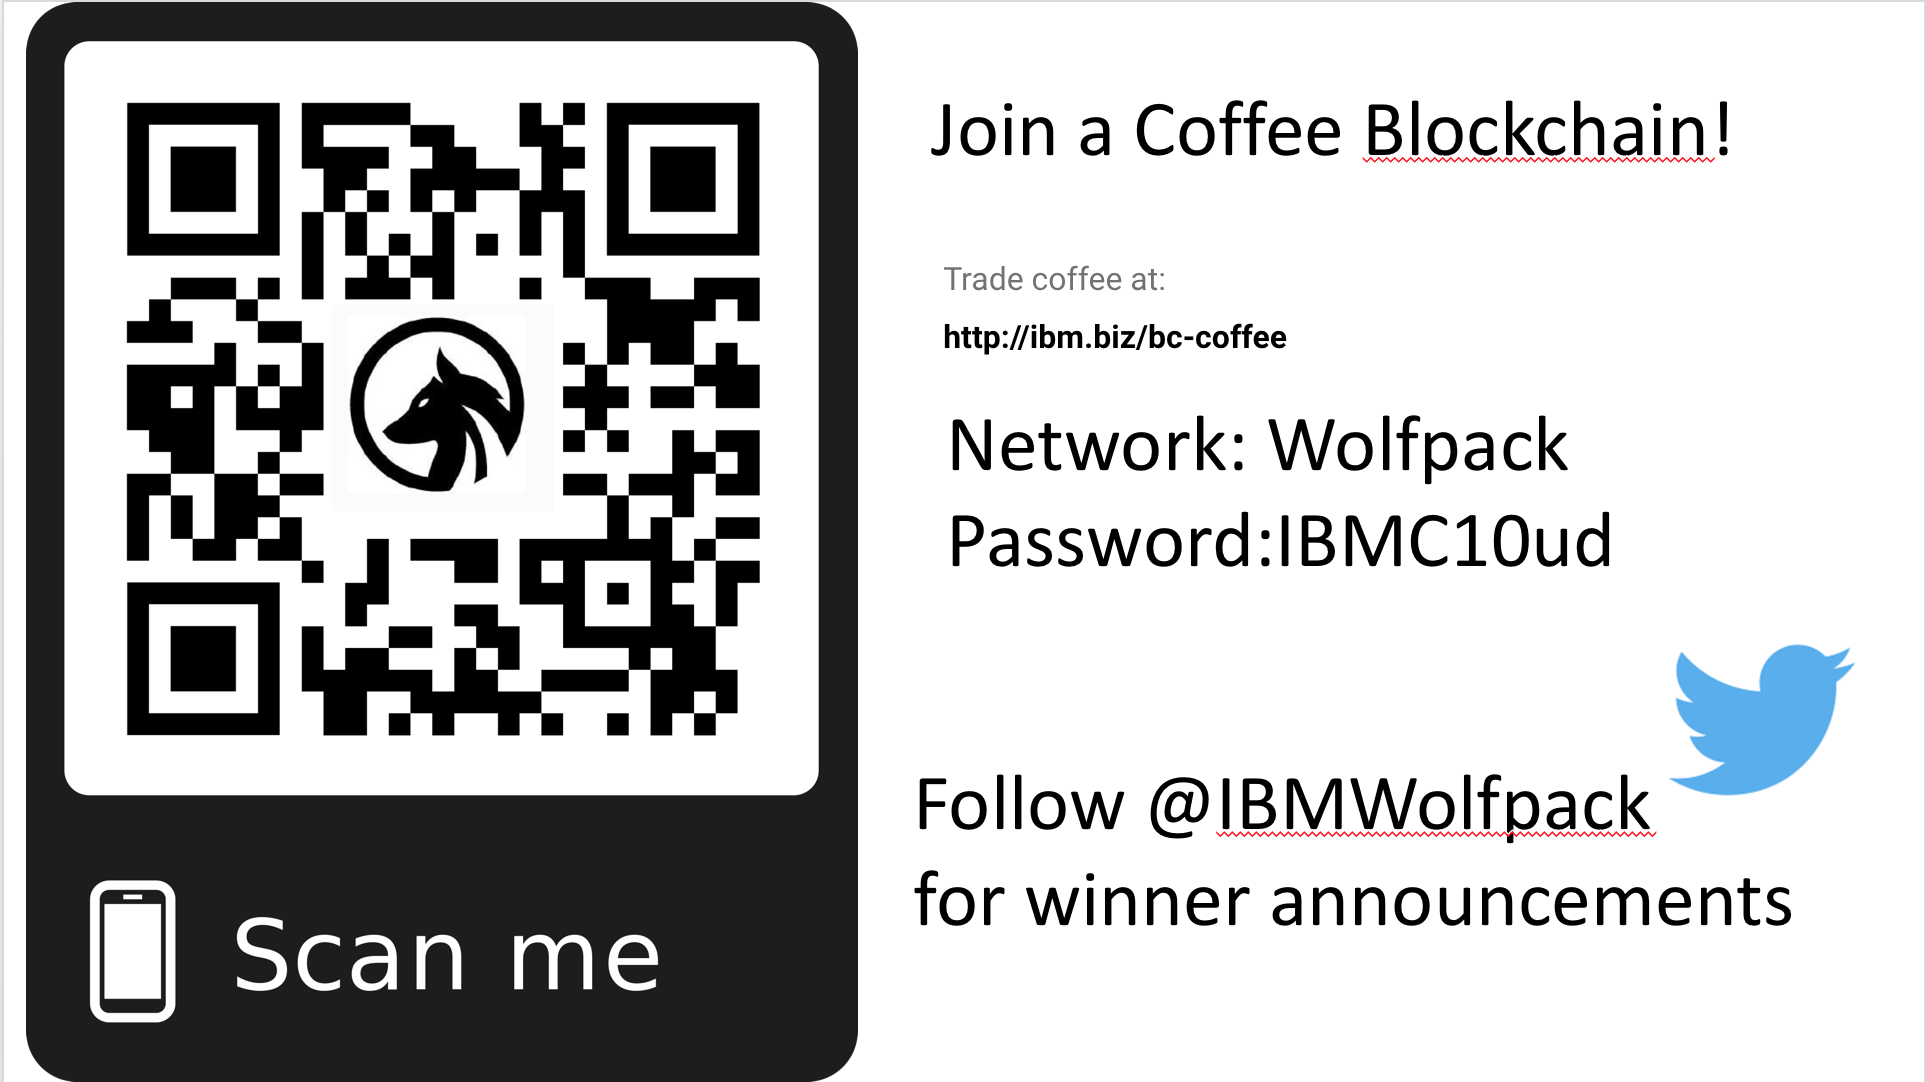 Join a Coffee Blockchain!
Trade coffee at:
http://ibm.biz/bc-coffee
Network: Wolfpack
Password:IBMC10ud
Follow @IBMWolfpack
for winner announcements
Scan me